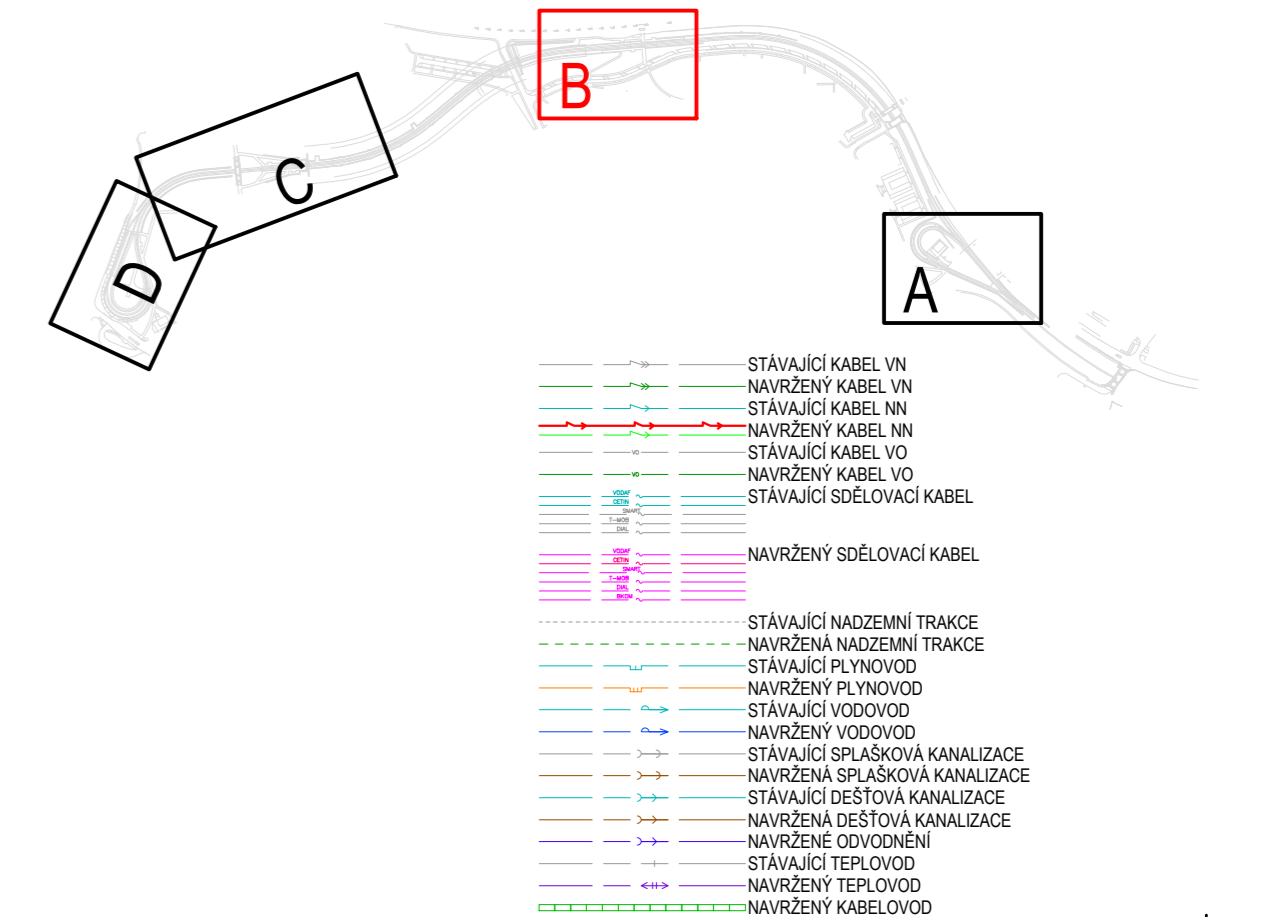 B
C
D
A
STÁVAJÍCÍ KABEL VN
NAVRŽENÝ KABEL VN
STÁVAJÍCÍ KABEL NN
NAVRŽENÝ KABEL NN
STÁVAJÍCÍ KABEL VO
VO
NAVRŽENÝ KABEL VO
VO
STÁVAJÍCÍ SDĚLOVACÍ KABEL
VODAF
CETIN
SMART
T-MOB
DIAL
NAVRŽENÝ SDĚLOVACÍ KABEL
VODAF
CETIN
SMART
T-MOB
DIAL
BKOM
STÁVAJÍCÍ NADZEMNÍ TRAKCE
NAVRŽENÁ NADZEMNÍ TRAKCE
STÁVAJÍCÍ PLYNOVOD
NAVRŽENÝ PLYNOVOD
STÁVAJÍCÍ VODOVOD
NAVRŽENÝ VODOVOD
STÁVAJÍCÍ SPLAŠKOVÁ KANALIZACE
NAVRŽENÁ SPLAŠKOVÁ KANALIZACE
STÁVAJÍCÍ DEŠŤOVÁ KANALIZACE
NAVRŽENÁ DEŠŤOVÁ KANALIZACE
NAVRŽENÉ ODVODNĚNÍ
STÁVAJÍCÍ TEPLOVOD
NAVRŽENÝ TEPLOVOD
NAVRŽENÝ KABELOVOD